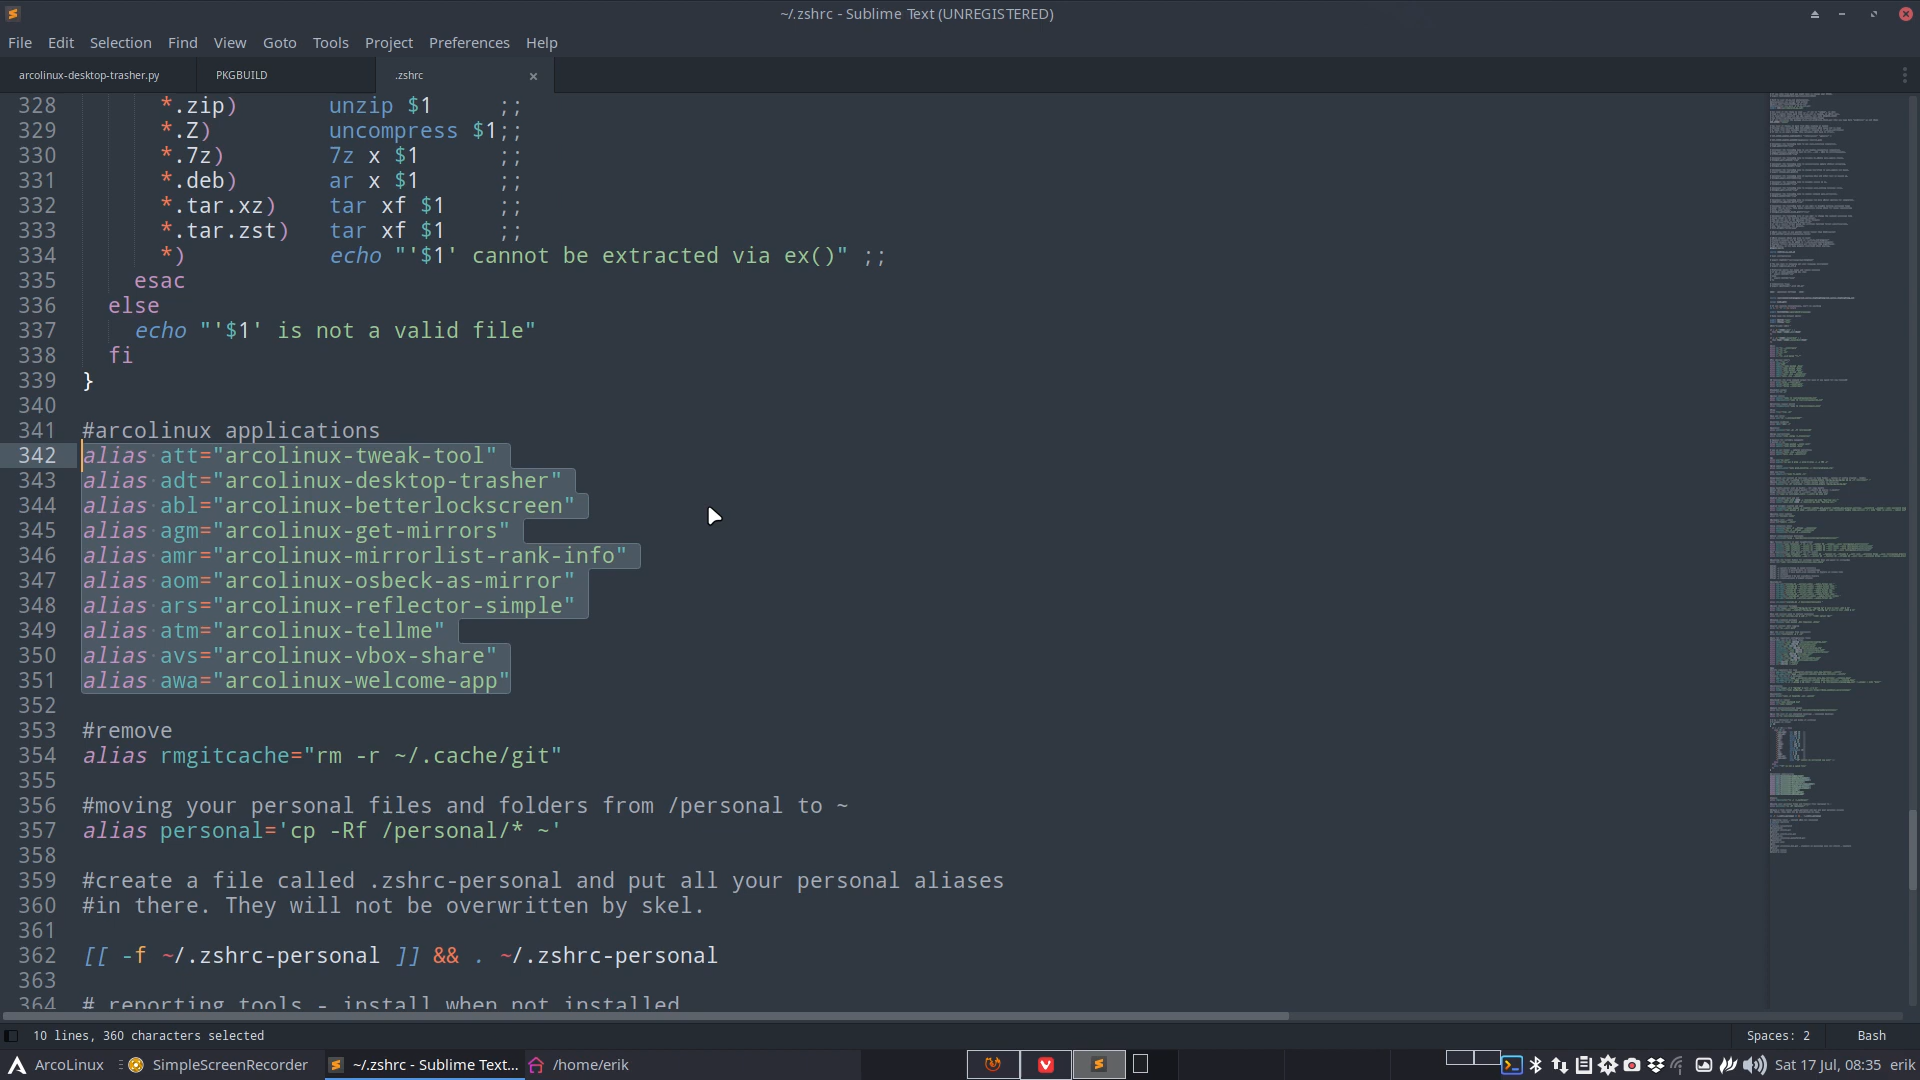 ~/.zshrc - Sublime Text (UNREGISTERED)
File Edit Selection Find View Goto Tools Project Preferences Help
arcolinux-desktop-trasher.py PKGBUILD .zshrc
328 *.zip) unzip $1 ;;
329 *.Z) uncompress $1;;
330 *.7z) 7z x $1 ;;
331 *.deb) ar x $1 ;;
332 *.tar.xz) tar xf $1 ;;
333 *.tar.zst) tar xf $1 ;;
334 *) echo "'$1' cannot be extracted via ex()" ;;
335 esac
336 else
337 echo "'$1' is not a valid file"
338 fi
339 }
340
341 #arcolinux applications
342 alias att="arcolinux-tweak-tool"
343 alias adt="arcolinux-desktop-trasher"
344 alias abl="arcolinux-betterlockscreen"
345 alias agm="arcolinux-get-mirrors"
346 alias amr="arcolinux-mirrorlist-rank-info"
347 alias aom="arcolinux-osbeck-as-mirror"
348 alias ars="arcolinux-reflector-simple"
349 alias atm="arcolinux-tellme"
350 alias avs="arcolinux-vbox-share"
351 alias awa="arcolinux-welcome-app"
352
353 #remove
354 alias rmgitcache="rm -r ~/.cache/git"
355
356 #moving your personal files and folders from /personal to ~
357 alias personal='cp -Rf /personal/* ~'
358
359 #create a file called .zshrc-personal and put all your personal aliases
360 #in there. They will not be overwritten by skel.
361
362 [[ -f ~/.zshrc-personal ]] && . ~/.zshrc-personal
363
364 # reporting tools - install when not installed
10 lines, 360 characters selected Spaces: 2 Bash
ArcoLinux SimpleScreenRecorder ~/.zshrc - Sublime Text... /home/erik Sat 17 Jul, 08:35 erik